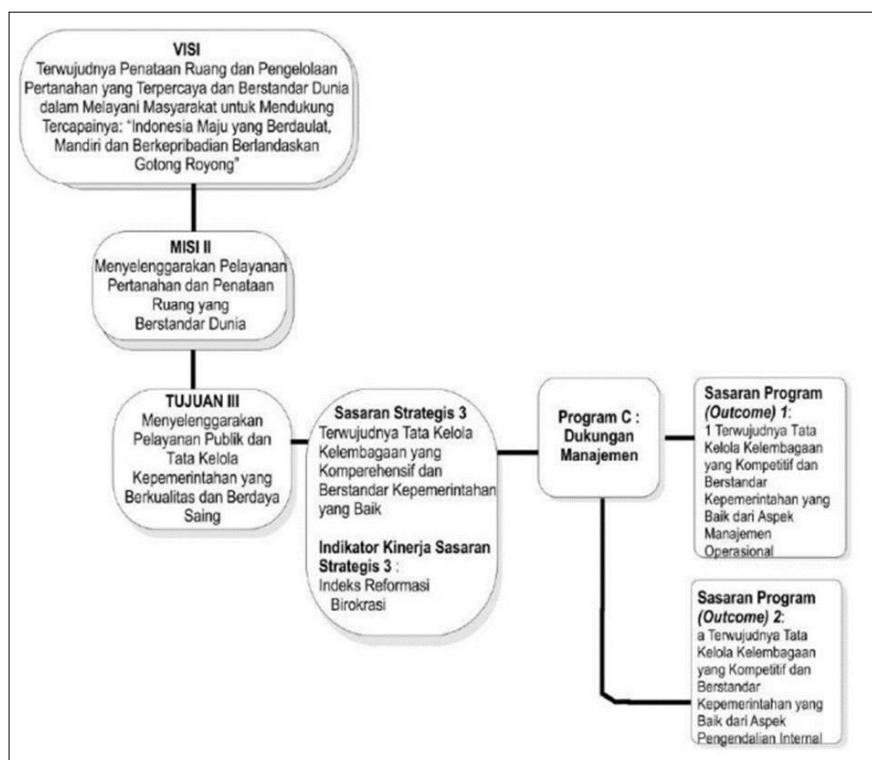 VISI
Terwujudnya Penataan Ruang dan Pengelolaan
Pertanahan yang Terpercaya dan Berstandar Dunia
dalam Melayani Masyarakat untuk Mendukung
Tercapainya: “Indonesia Maju yang Berdaulat,
Mandiri dan Berkepribadian Berlandaskan
Gotong Royong”
MISI II
Menyelenggarakan Pelayanan
Pertanahan dan Penataan
Ruang yang
Berstandar Dunia
TUJUAN III
Menyelenggarakan
Pelayanan Publik dan
Tata Kelola
Kepemerintahan yang
Berkualitas dan Berdaya
Saing
Sasaran Strategis 3
Terwujudnya Tata Kelola
Kelembagaan yang
Komperehensif dan
Berstandar Kepemerintahan
yang Baik
Indikator Kinerja Sasaran
Strategis 3 :
Indeks Reformasi
Birokrasi
Program C :
Dukungan
Manajemen
Sasaran Program
(Outcome) 1:
1 Terwujudnya Tata
Kelola Kelembagaan
yang Kompetitif dan
Berstandar
Kepemerintahan yang
Baik dari Aspek
Manajemen
Operasional
Sasaran Program
(Outcome) 2:
a Terwujudnya Tata
Kelola Kelembagaan
yang Kompetitif dan
Berstandar
Kepemerintahan yang
Baik dari Aspek
Pengendalian Internal